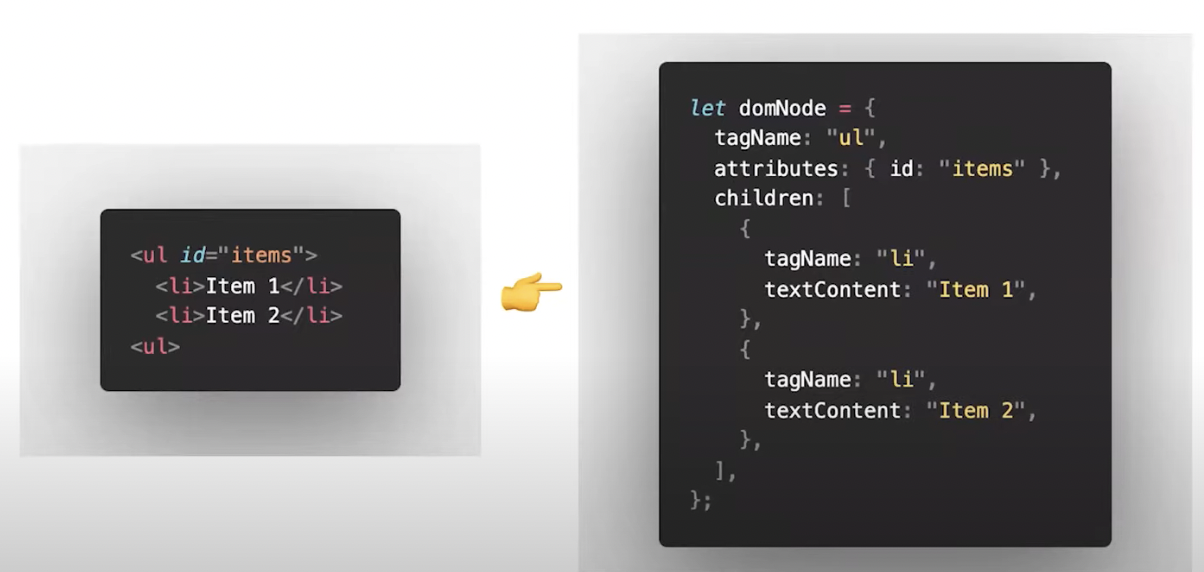 <ul id="items">
  <li>Item 1</li>
  <li>Item 2</li>
<ul>
let domNode = {
  tagName: "ul",
  attributes: { id: "items" },
  children: [
    {
      tagName: "li",
      textContent: "Item 1",
    },
    {
      tagName: "li",
      textContent: "Item 2",
    },
  ],
};